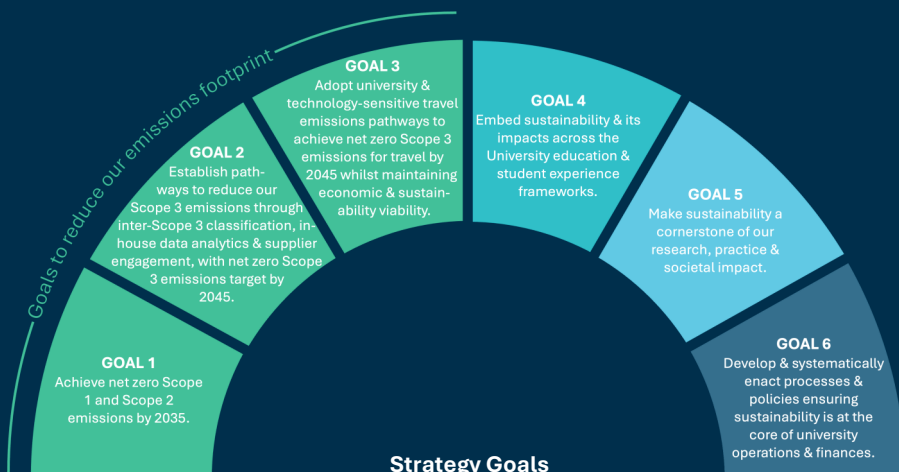 Goals to reduce our emissions footprint
GOAL 1
Achieve net zero Scope
1 and Scope 2
emissions by 2035.
GOAL 2
Establish path-
ways to reduce our
Scope 3 emissions through
inter-Scope 3 classification, in-
house data analytics & supplier
engagement, with net zero Scope
3 emissions target by
2045.
GOAL 3
Adopt university &
technology-sensitive travel
emissions pathways to
achieve net zero Scope 3
emissions for travel by
2045 whilst maintaining
economic & sustain-
ability viability.
GOAL 4
Embed sustainability & its
impacts across the
University education &
student experience
frameworks.
GOAL 5
Make sustainability a
cornerstone of our
research, practice &
societal impact.
GOAL 6
Develop & systematically
enact processes &
policies ensuring
sustainability is at the
core of university
operations & finances.
Strategy Goals